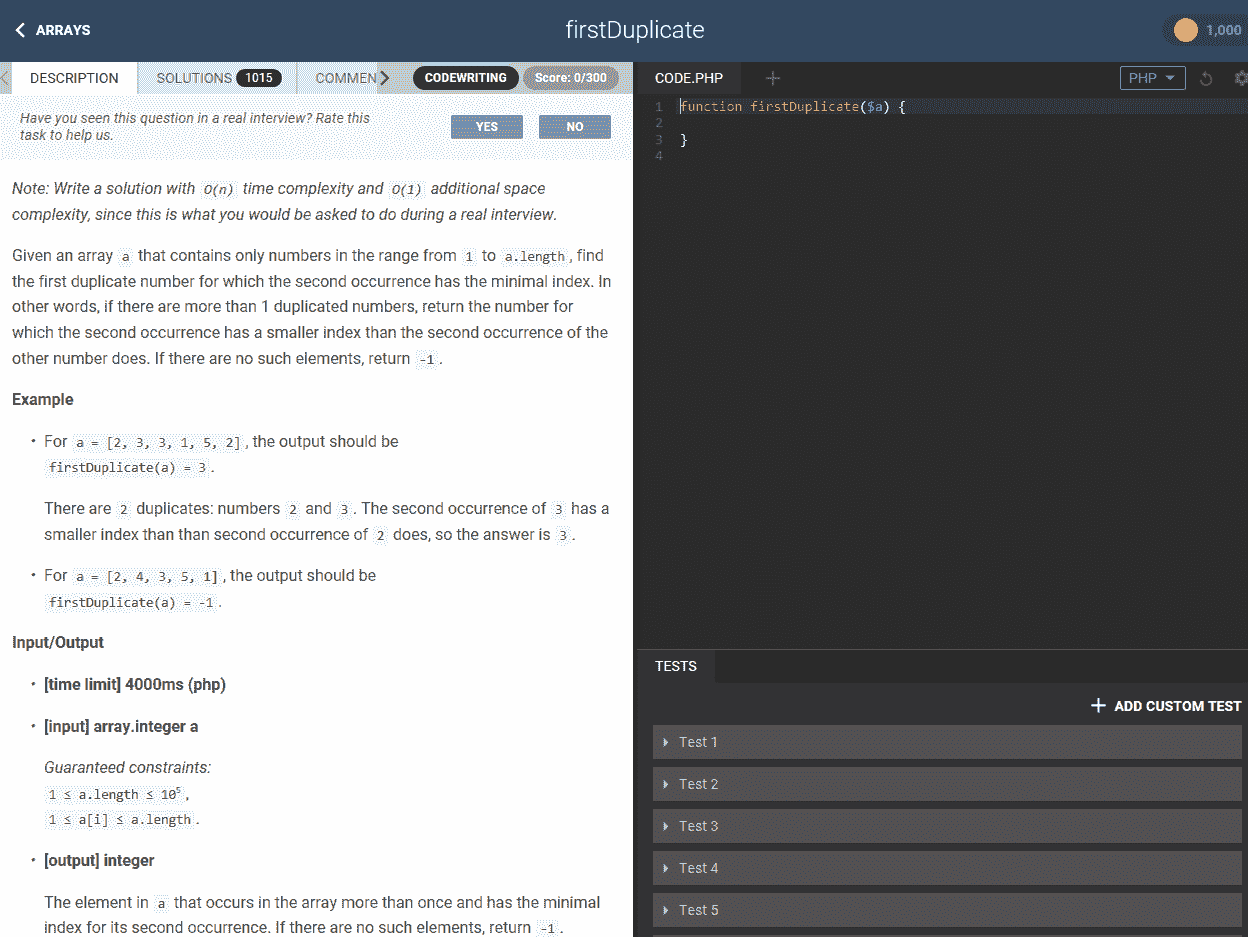 ARRAYS
firstDuplicate
1,000
DESCRIPTION
SOLUTIONS 1015
COMMEN
CODEWRITING
Score: 0/300
Have you seen this question in a real interview? Rate this
task to help us.
YES
NO
Note: Write a solution with O(n) time complexity and O(1) additional space
complexity, since this is what you would be asked to do during a real interview.
Given an array a that contains only numbers in the range from 1 to a.length, find
the first duplicate number for which the second occurrence has the minimal index. In
other words, if there are more than 1 duplicated numbers, return the number for
which the second occurrence has a smaller index than the second occurrence of the
other number does. If there are no such elements, return -1.
Example
• For a = [2, 3, 3, 1, 5, 2], the output should be
firstDuplicate(a) = 3.
There are 2 duplicates: numbers 2 and 3. The second occurrence of 3 has a
smaller index than than second occurrence of 2 does, so the answer is 3.
• For a = [2, 4, 3, 5, 1], the output should be
firstDuplicate(a) = -1.
Input/Output
• [time limit] 4000ms (php)
• [input] array.integer a
Guaranteed constraints:
1 ≤ a.length ≤ 10⁵,
1 ≤ a[i] ≤ a.length.
• [output] integer
The element in a that occurs in the array more than once and has the minimal
index for its second occurrence. If there are no such elements, return -1.
CODE.PHP
PHP
1 function firstDuplicate($a) {
2
3 }
4
TESTS
+ ADD CUSTOM TEST
Test 1
Test 2
Test 3
Test 4
Test 5